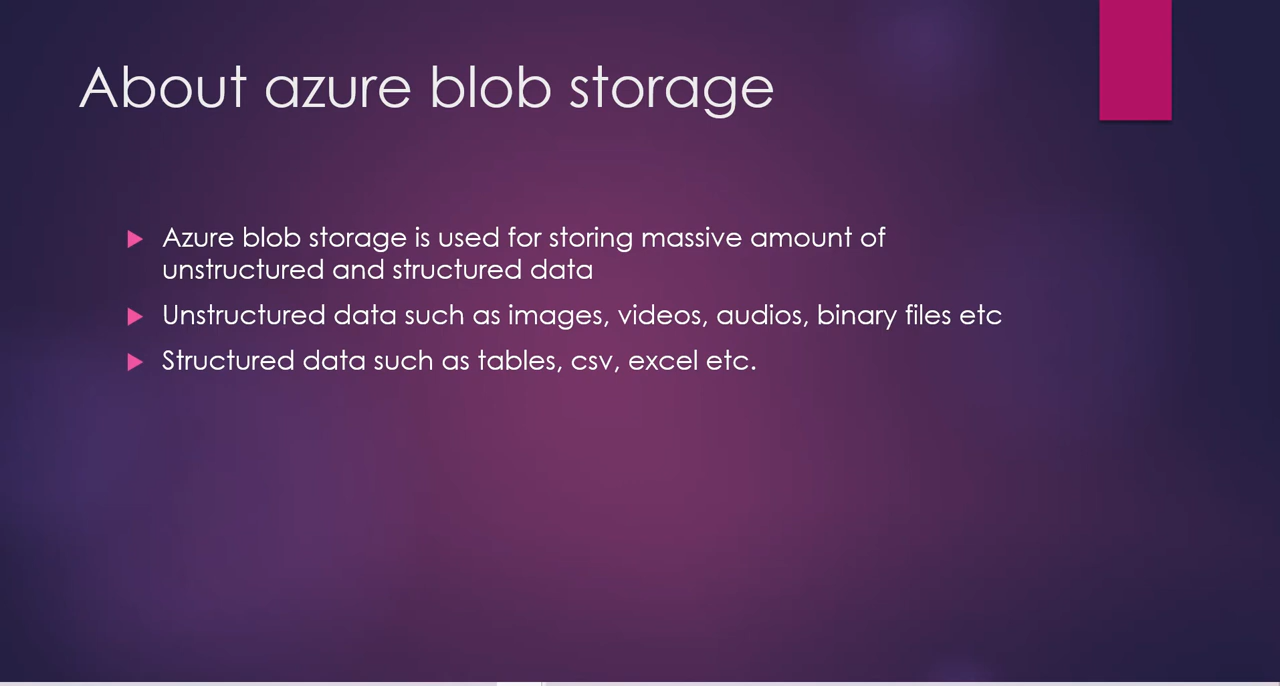 About azure blob storage
Azure blob storage is used for storing massive amount of
unstructured and structured data
Unstructured data such as images, videos, audios, binary files etc
Structured data such as tables, csv, excel etc.